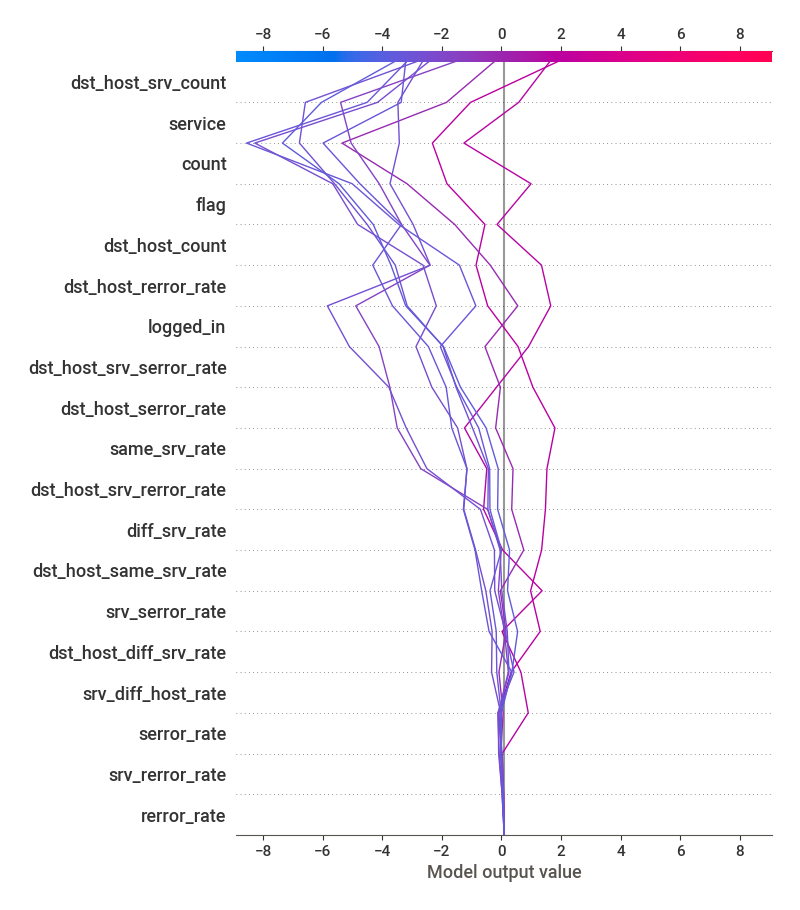 −8 −6 −4 −2 0 2 4 6 8
dst_host_srv_count
service
count
flag
dst_host_count
dst_host_rerror_rate
logged_in
dst_host_srv_serror_rate
dst_host_serror_rate
same_srv_rate
dst_host_srv_rerror_rate
diff_srv_rate
dst_host_same_srv_rate
srv_serror_rate
dst_host_diff_srv_rate
srv_diff_host_rate
serror_rate
srv_rerror_rate
rerror_rate
−8 −6 −4 −2 0 2 4 6 8
Model output value